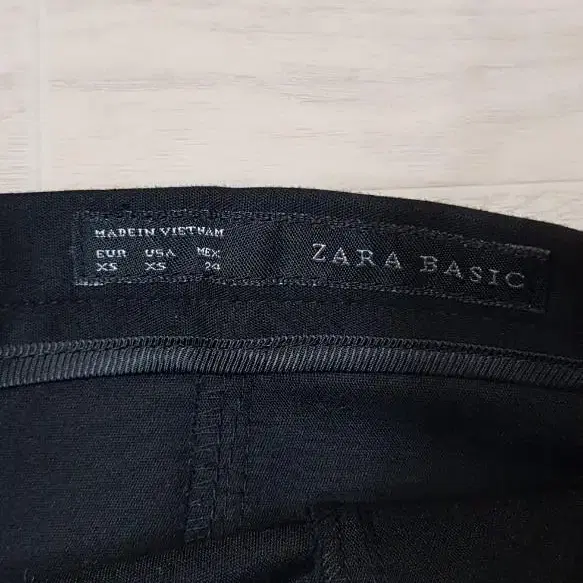 MADE IN VIETNAM
EUR USA MEX
XS XS 24
ZARA BASIC